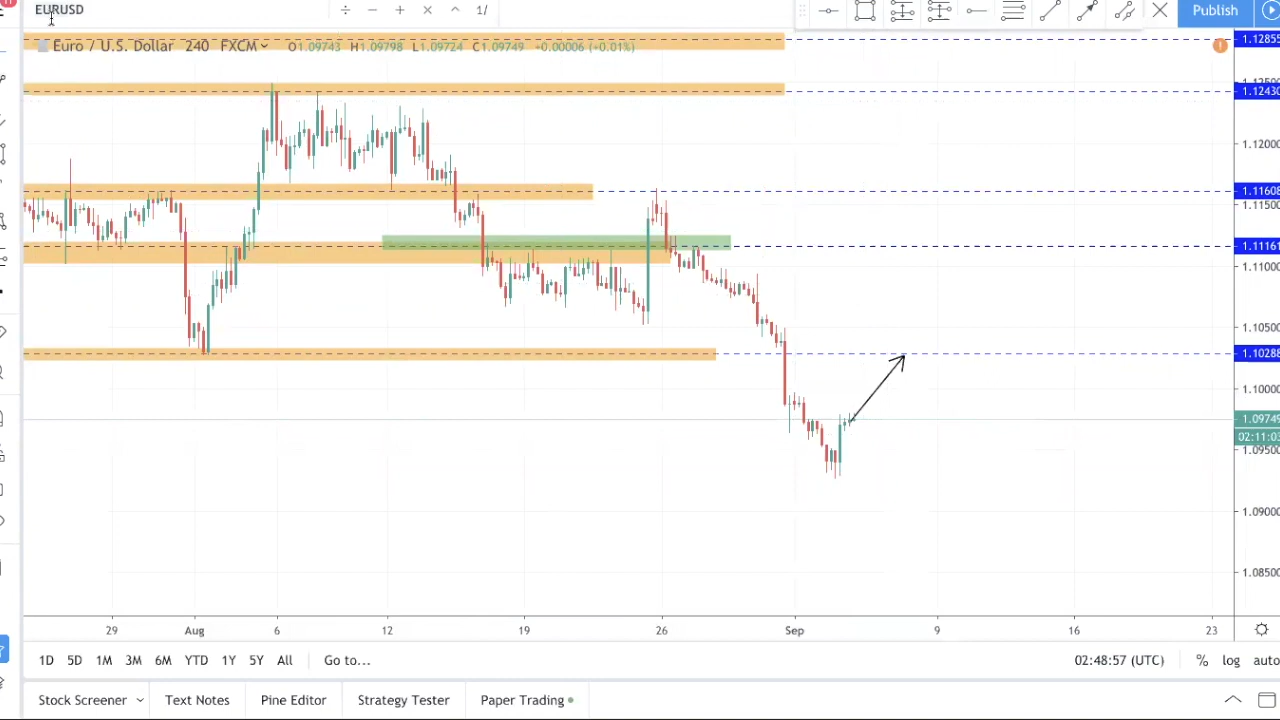 EURUSD
÷ − + × ^ 1/
Publish
Euro / U.S. Dollar 240 FXCM O1.09743 H1.09798 L1.09724 C1.09749 +0.00006 (+0.01%)
1.12855
1.12430
1.12000
1.11608
1.11500
1.11161
1.11000
1.10500
1.10288
1.10000
1.09749
02:11:03
1.09500
1.09000
1.08500
29 Aug 6 12 19 26 Sep 9 16 23
1D 5D 1M 3M 6M YTD 1Y 5Y All Go to... 02:48:57 (UTC) % log auto
Stock Screener Text Notes Pine Editor Strategy Tester Paper Trading